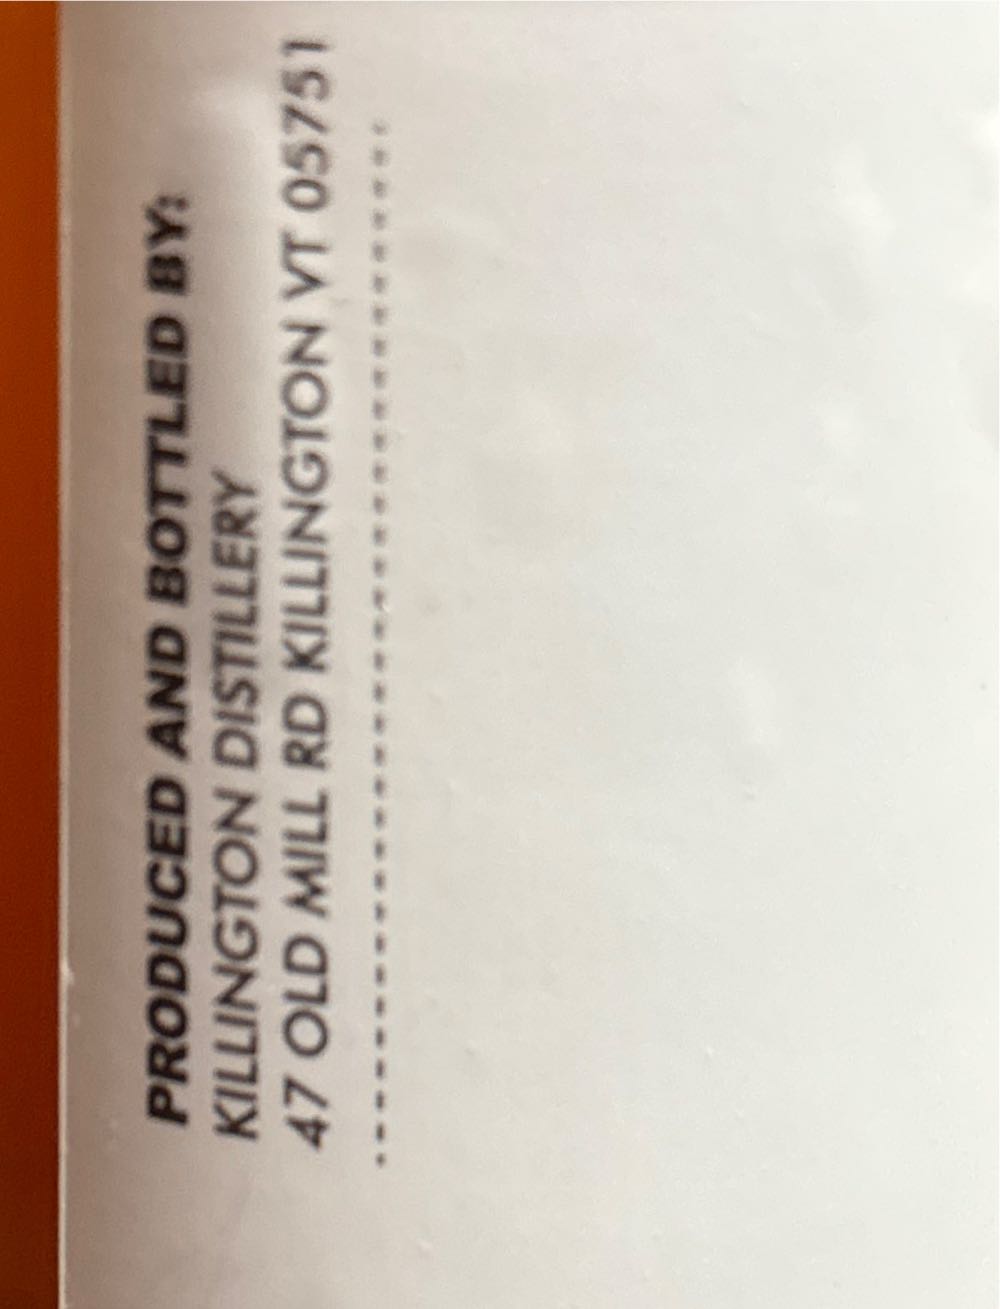 PRODUCED AND BOTTLED BY:
KILLINGTON DISTILLERY
47 OLD MILL RD KILLINGTON VT 05751